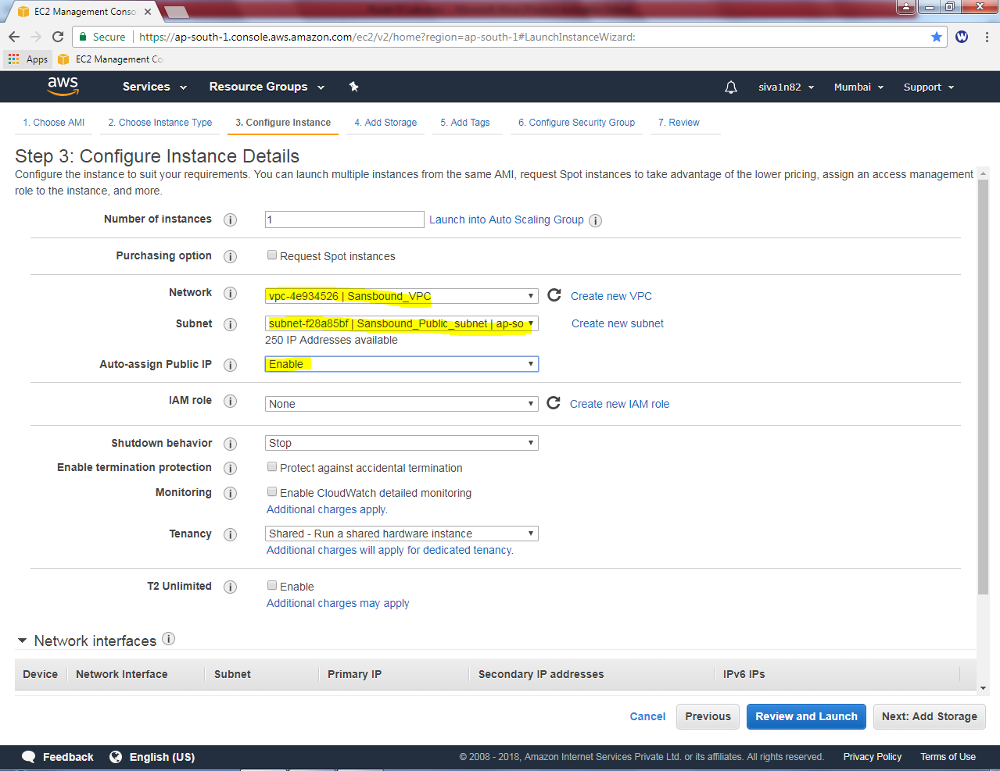 EC2 Management Conso
Secure
https://ap-south-1.console.aws.amazon.com/ec2/v2/home?region=ap-south-1#LaunchInstanceWizard:
W
Apps
EC2 Management Co
aws
Services
Resource Groups
siva1n82
Mumbai
Support
1. Choose AMI
2. Choose Instance Type
3. Configure Instance
4. Add Storage
5. Add Tags
6. Configure Security Group
7. Review
Step 3: Configure Instance Details
Configure the instance to suit your requirements. You can launch multiple instances from the same AMI, request Spot instances to take advantage of the lower pricing, assign an access management
role to the instance, and more.
Number of instances
1
Launch into Auto Scaling Group
Purchasing option
Request Spot instances
Network
vpc-4e934526 | Sansbound_VPC
Create new VPC
Subnet
subnet-f28a85bf | Sansbound_Public_subnet | ap-so
Create new subnet
250 IP Addresses available
Auto-assign Public IP
Enable
IAM role
None
Create new IAM role
Shutdown behavior
Stop
Enable termination protection
Protect against accidental termination
Monitoring
Enable CloudWatch detailed monitoring
Additional charges apply.
Tenancy
Shared - Run a shared hardware instance
Additional charges will apply for dedicated tenancy.
T2 Unlimited
Enable
Additional charges may apply
Network interfaces
Device
Network Interface
Subnet
Primary IP
Secondary IP addresses
IPv6 IPs
Cancel
Previous
Review and Launch
Next: Add Storage
Feedback
English (US)
© 2008 - 2018, Amazon Internet Services Private Ltd. or its affiliates. All rights reserved.
Privacy Policy
Terms of Use